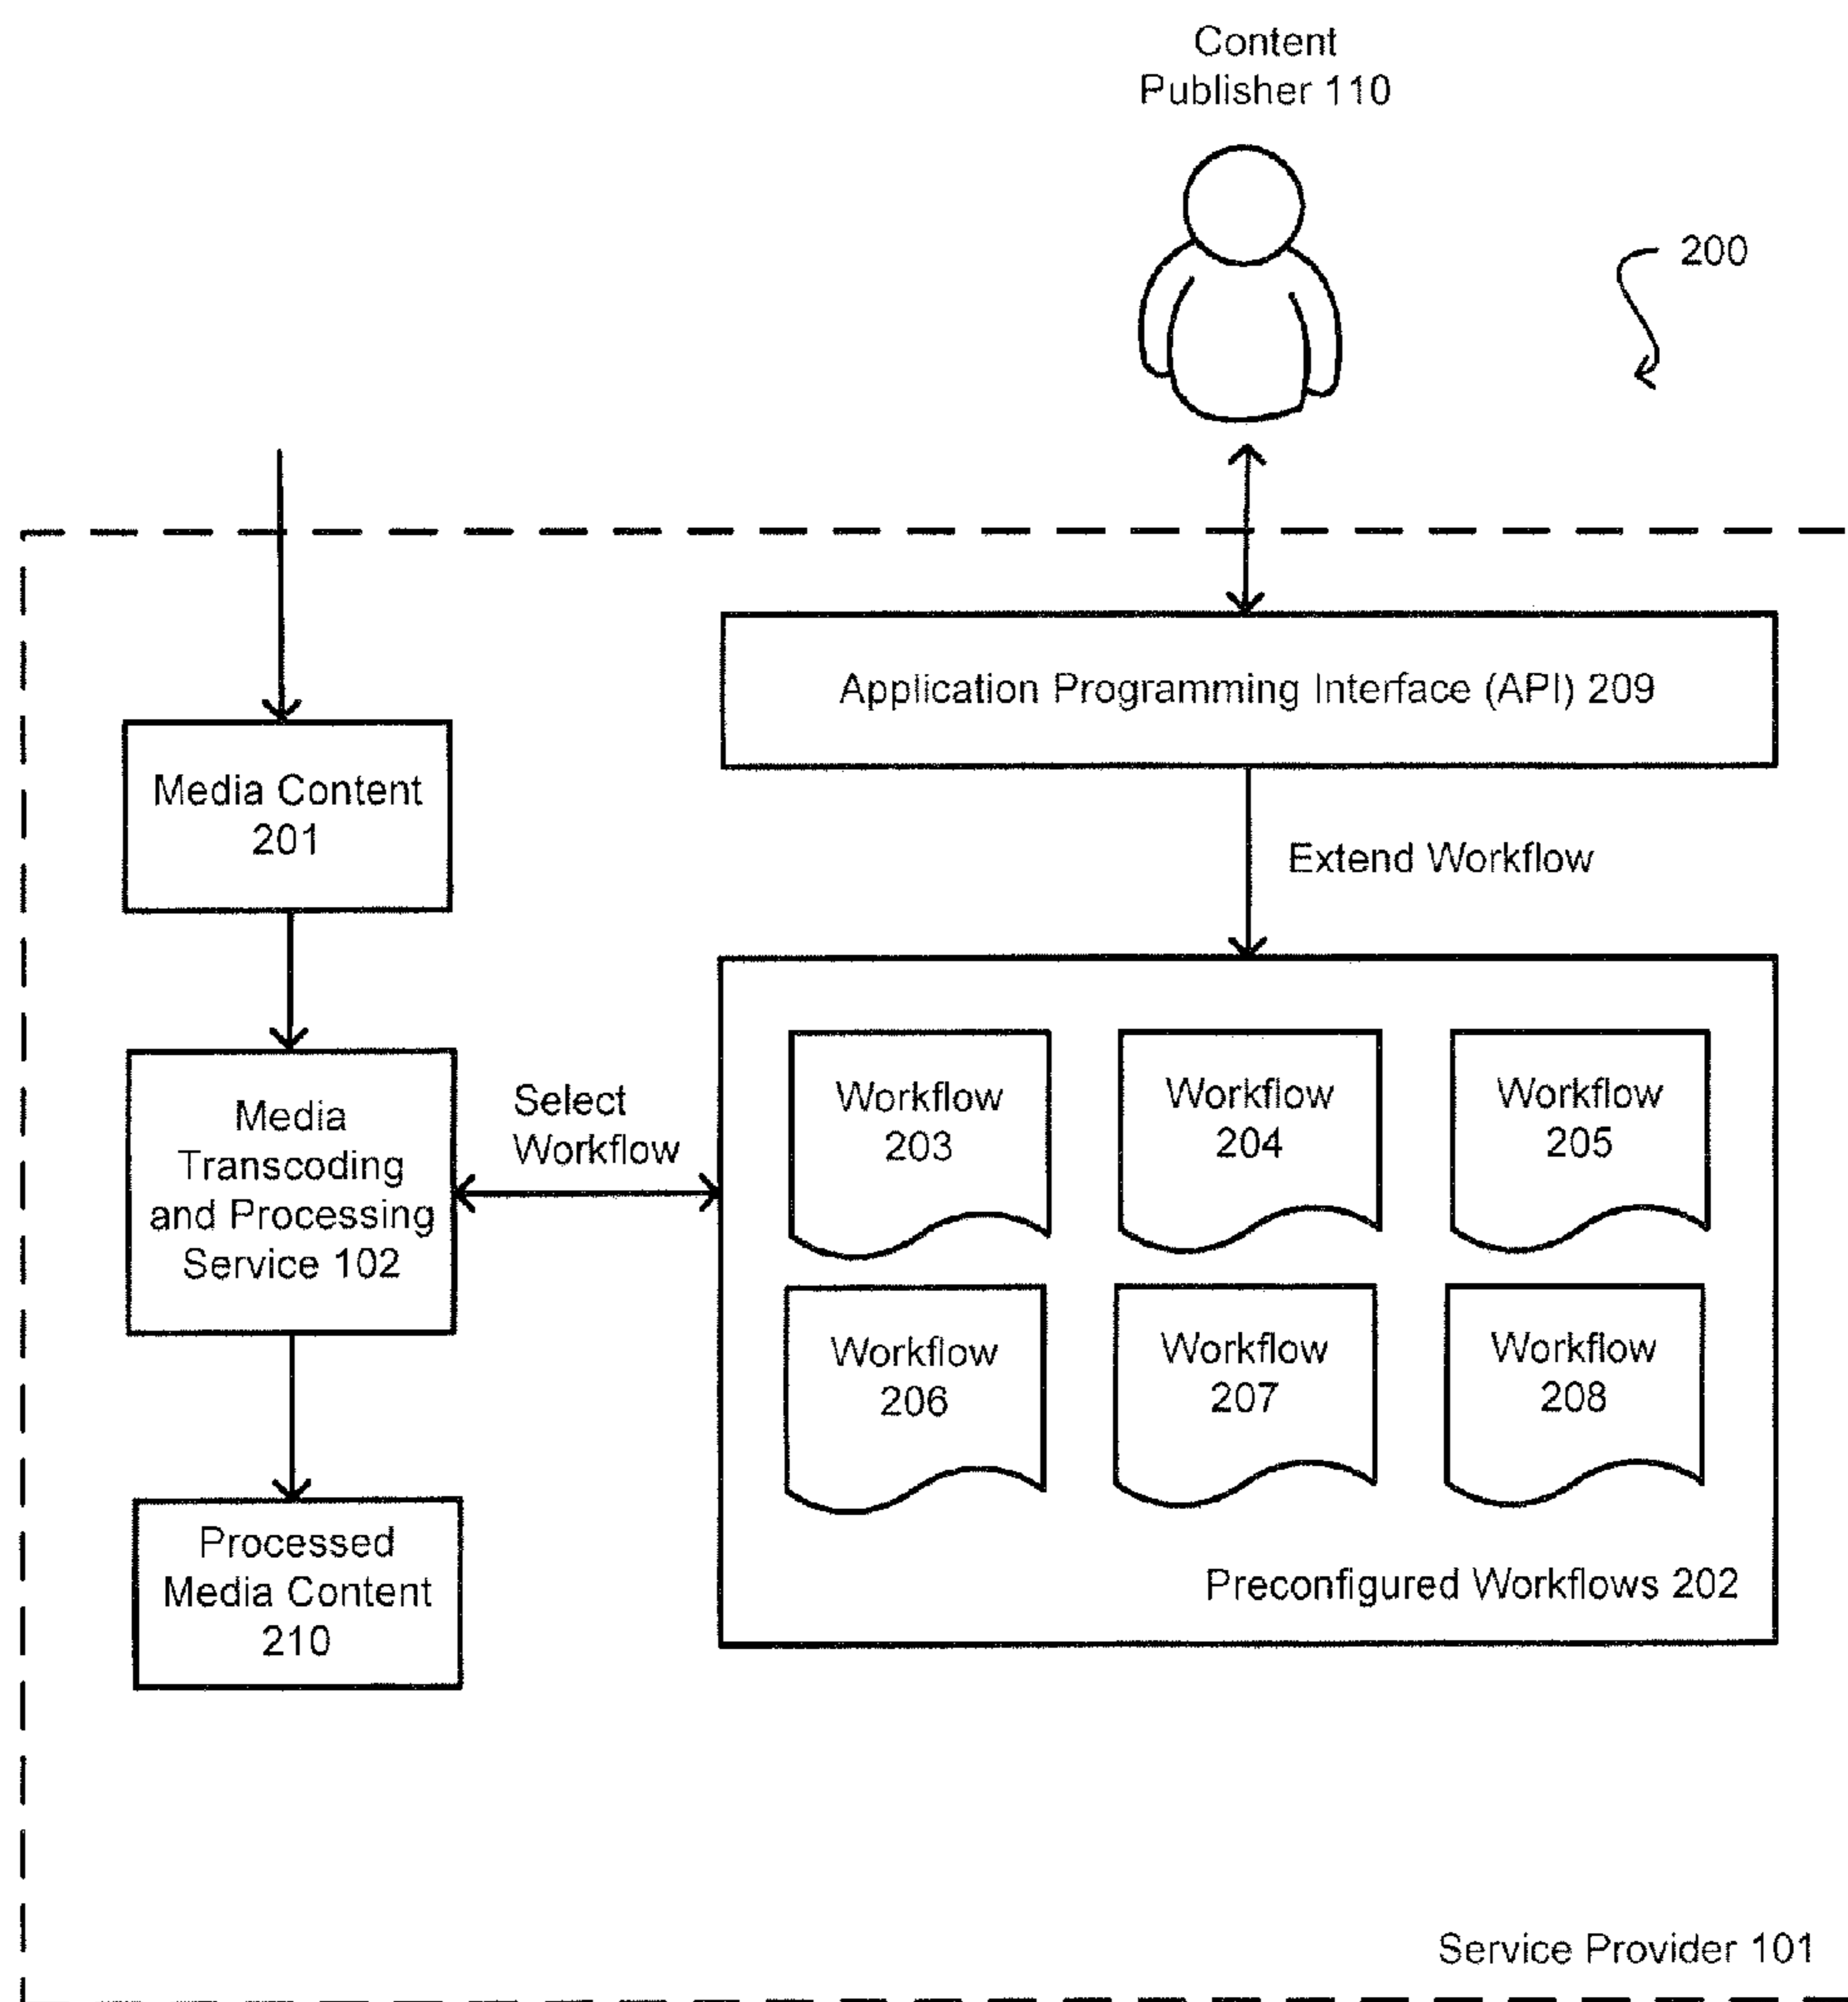 Content
Publisher 110
200
Application Programming Interface (API) 209
Media Content
201
Extend Workflow
Media
Transcoding
and Processing
Service 102
Select
Workflow
Workflow
203
Workflow
204
Workflow
205
Workflow
206
Workflow
207
Workflow
208
Preconfigured Workflows 202
Processed
Media Content
210
Service Provider 101